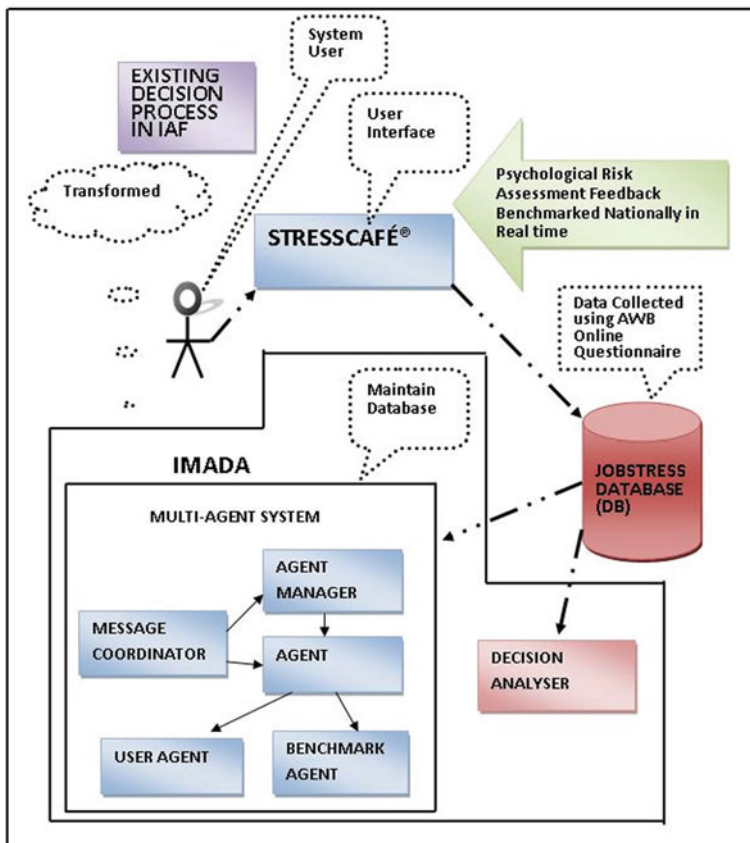 System
User
EXISTING
DECISION
PROCESS
IN IAF
User
Interface
Transformed
Psychological Risk
Assessment Feedback
Benchmarked Nationally in
Real time
STRESSCAFÉ®
Data Collected
using AWB
Online
Questionnaire
Maintain
Database
IMADA
JOBSTRESS
DATABASE
(DB)
MULTI-AGENT SYSTEM
AGENT
MANAGER
MESSAGE
COORDINATOR
AGENT
DECISION
ANALYSER
USER AGENT
BENCHMARK
AGENT